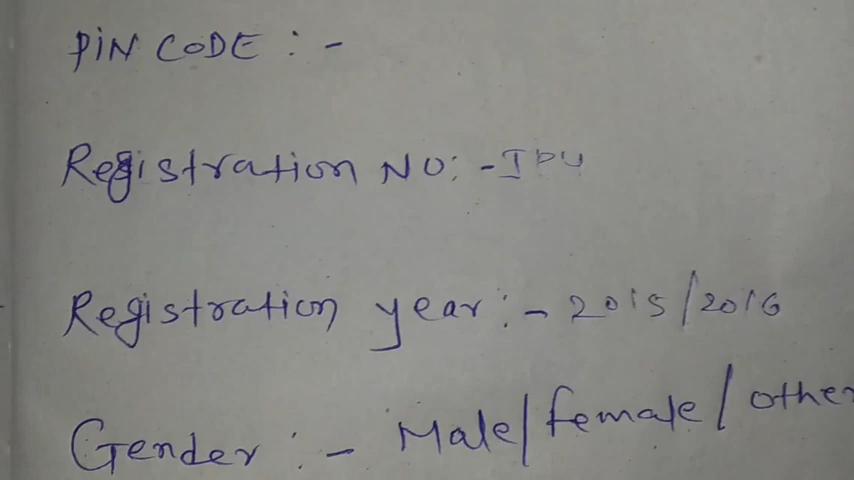 PIN CODE : -
Registration NO: - IPU
Registration year : - 2015/2016
Gender : - Male/female/other